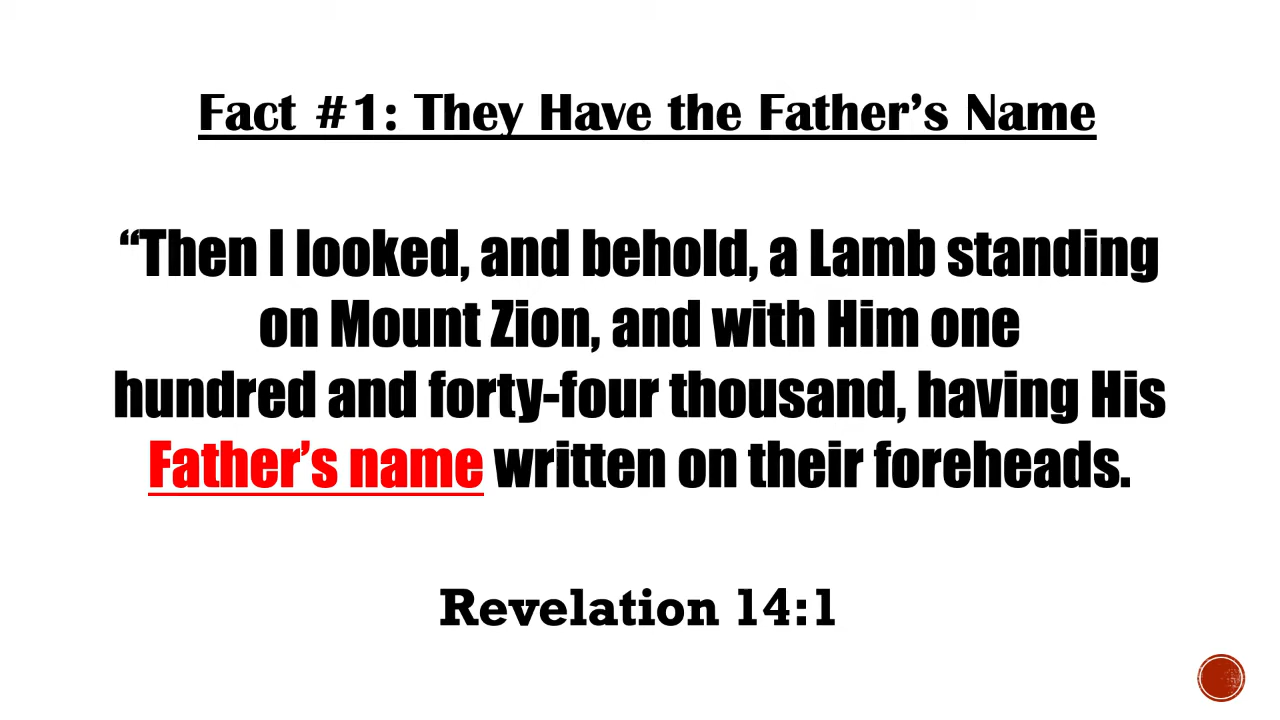 Fact #1: They Have the Father’s Name
“Then I looked, and behold, a Lamb standing
on Mount Zion, and with Him one
hundred and forty-four thousand, having His
Father’s name written on their foreheads.
Revelation 14:1